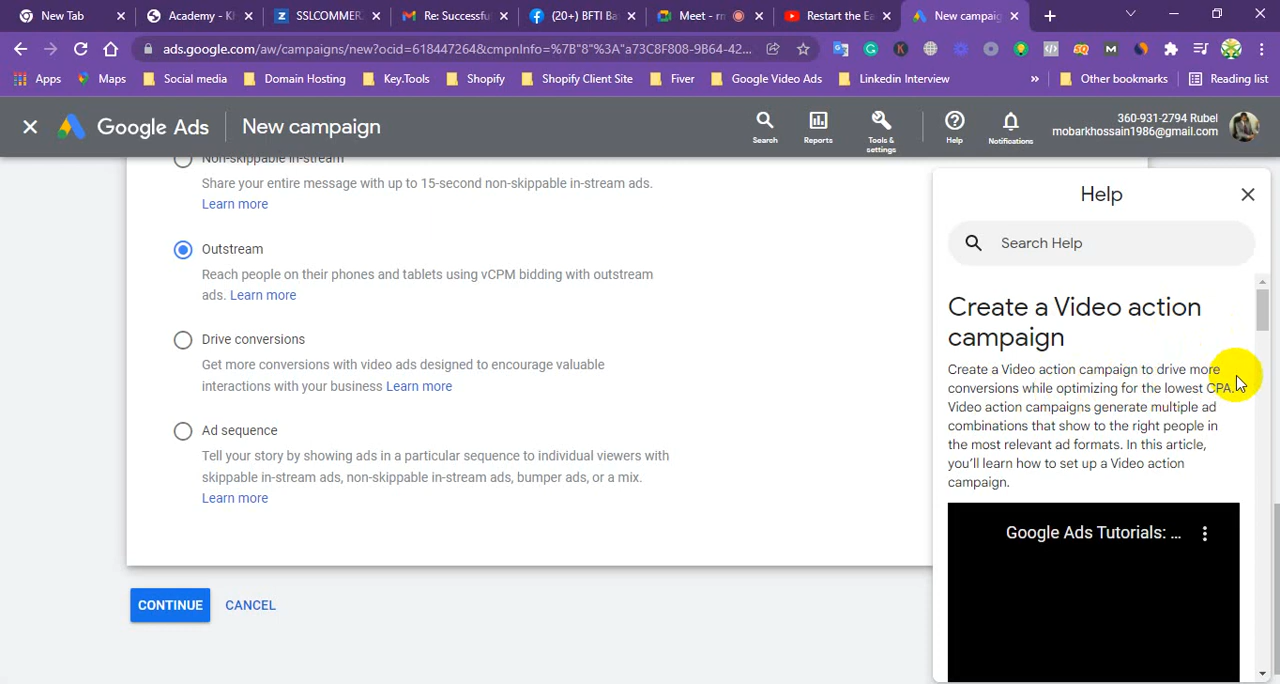 New Tab
Academy - K
SSLCOMMER
Re: Successfu
(20+) BFTI Ba
Meet - rn
Restart the Ea
New campaig
ads.google.com/aw/campaigns/new?ocid=618447264&cmpnInfo=%7B"8"%3A"a73C8F808-9B64-42...
Apps
Maps
Social media
Domain Hosting
Key.Tools
Shopify
Shopify Client Site
Fiver
Google Video Ads
Linkedin Interview
»
Other bookmarks
Reading list
Google Ads
New campaign
Search
Reports
Tools & settings
Help
Notifications
360-931-2794 Rubel
mobarkhossain1986@gmail.com
Non-skippable in-stream
Share your entire message with up to 15-second non-skippable in-stream ads.
Learn more
Outstream
Reach people on their phones and tablets using vCPM bidding with outstream
ads. Learn more
Drive conversions
Get more conversions with video ads designed to encourage valuable
interactions with your business Learn more
Ad sequence
Tell your story by showing ads in a particular sequence to individual viewers with
skippable in-stream ads, non-skippable in-stream ads, bumper ads, or a mix.
Learn more
CONTINUE
CANCEL
Help
Search Help
Create a Video action
campaign
Create a Video action campaign to drive more
conversions while optimizing for the lowest CPA.
Video action campaigns generate multiple ad
combinations that show to the right people in
the most relevant ad formats. In this article,
you'll learn how to set up a Video action
campaign.
Google Ads Tutorials: ...